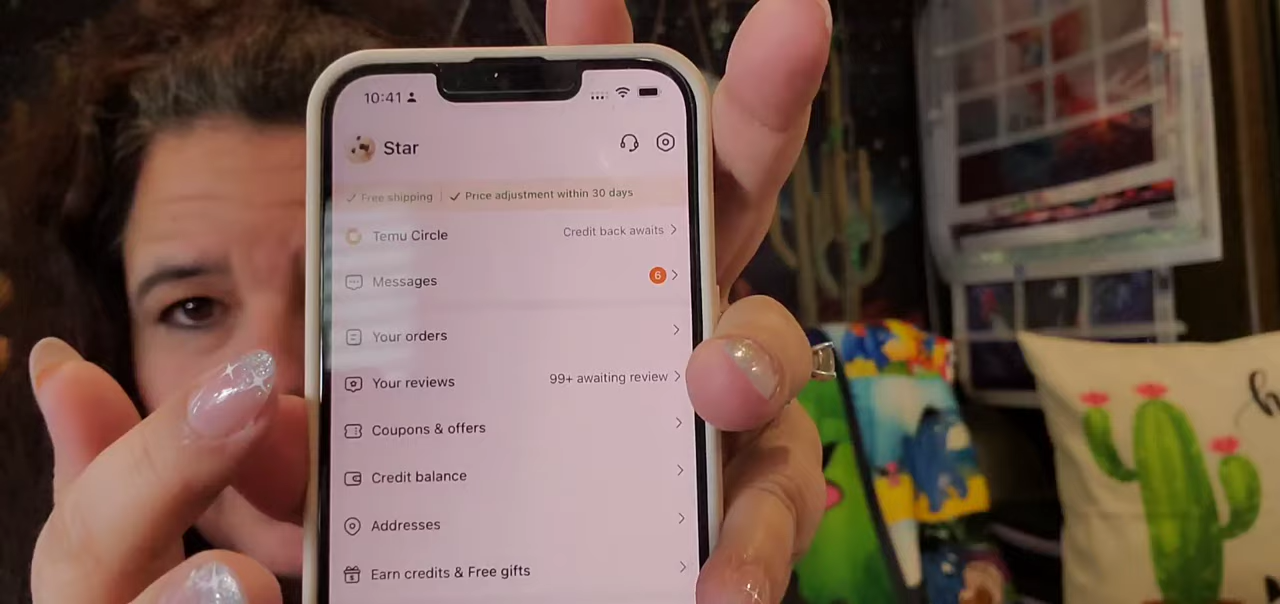 10:41
Star
Free shipping | Price adjustment within 30 days
Temu Circle Credit back awaits
Messages 6
Your orders
Your reviews 99+ awaiting review
Coupons & offers
Credit balance
Addresses
Earn credits & Free gifts